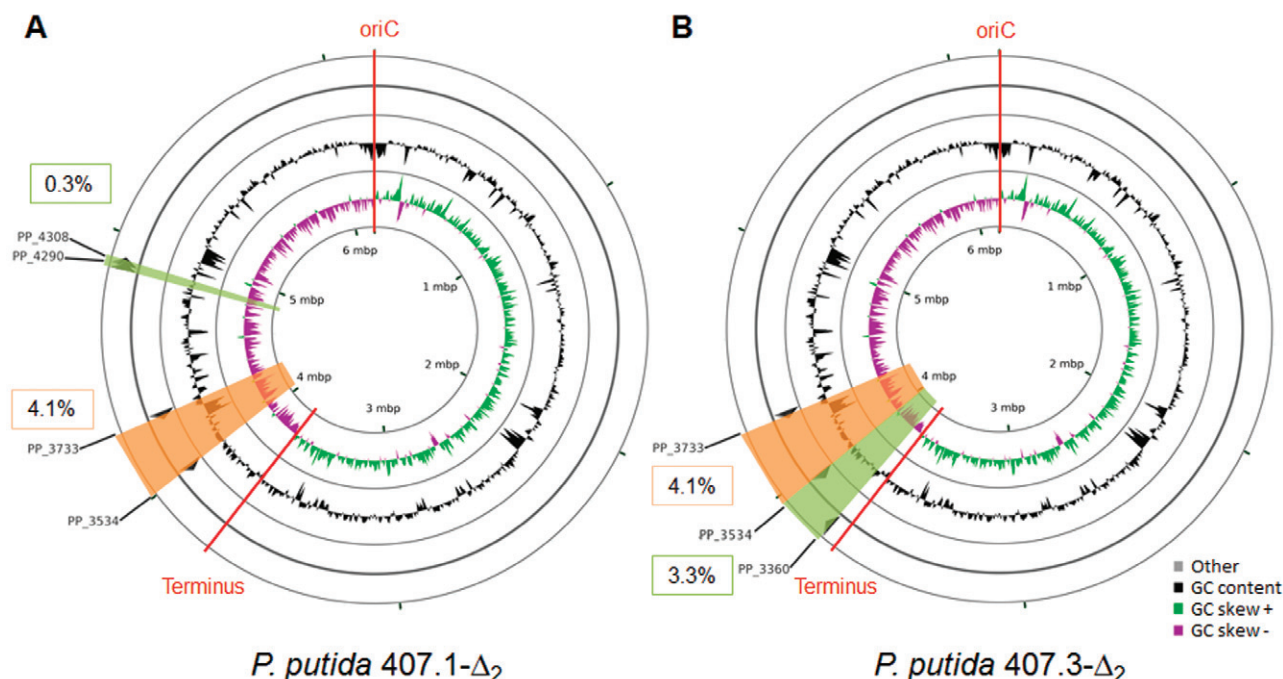 A
oriC
0.3%
PP_4308
PP_4290
6 mbp
5 mbp
1 mbp
4.1%
4 mbp
2 mbp
3 mbp
PP_3733
PP_3534
Terminus
P. putida 407.1-Δ₂
B
oriC
6 mbp
5 mbp
1 mbp
4 mbp
2 mbp
3 mbp
PP_3733
4.1%
PP_3534
3.3%
PP_3360
Terminus
Other
GC content
GC skew +
GC skew -
P. putida 407.3-Δ₂